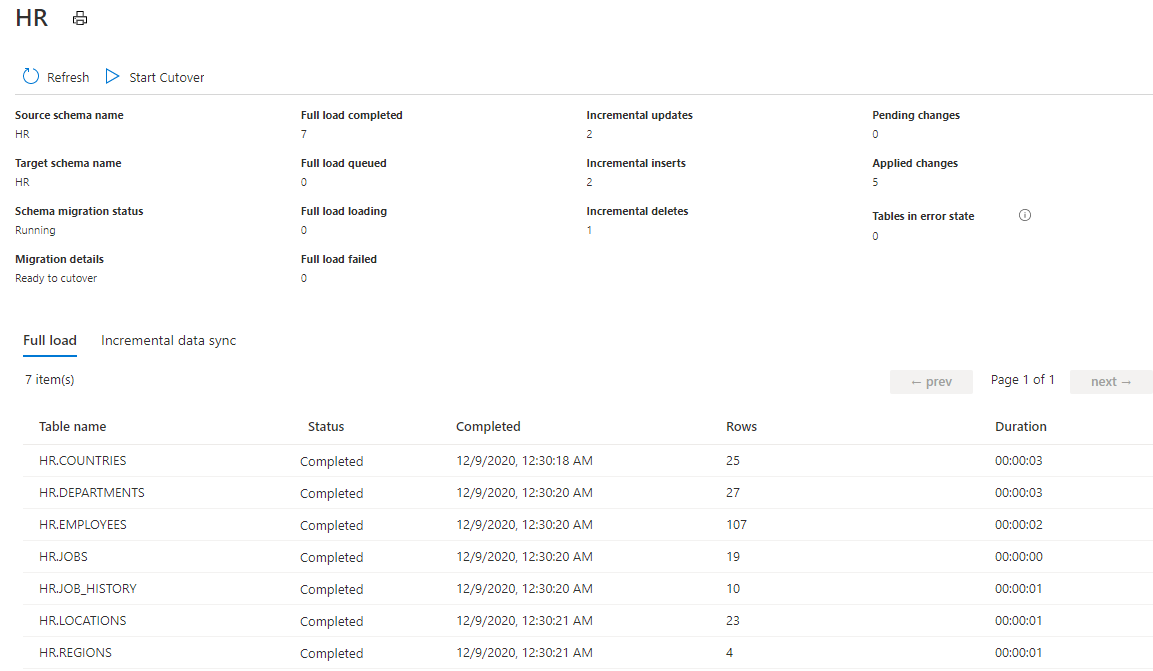 HR
Refresh Start Cutover
Source schema name Full load completed Incremental updates Pending changes
HR 7 2 0
Target schema name Full load queued Incremental inserts Applied changes
HR 0 2 5
Schema migration status Full load loading Incremental deletes Tables in error state
Running 0 1 0
Migration details Full load failed
Ready to cutover 0
Full load Incremental data sync
7 item(s) ← prev Page 1 of 1 next →
Table name Status Completed Rows Duration
HR.COUNTRIES Completed 12/9/2020, 12:30:18 AM 25 00:00:03
HR.DEPARTMENTS Completed 12/9/2020, 12:30:20 AM 27 00:00:03
HR.EMPLOYEES Completed 12/9/2020, 12:30:20 AM 107 00:00:02
HR.JOBS Completed 12/9/2020, 12:30:20 AM 19 00:00:00
HR.JOB_HISTORY Completed 12/9/2020, 12:30:20 AM 10 00:00:01
HR.LOCATIONS Completed 12/9/2020, 12:30:21 AM 23 00:00:01
HR.REGIONS Completed 12/9/2020, 12:30:21 AM 4 00:00:01